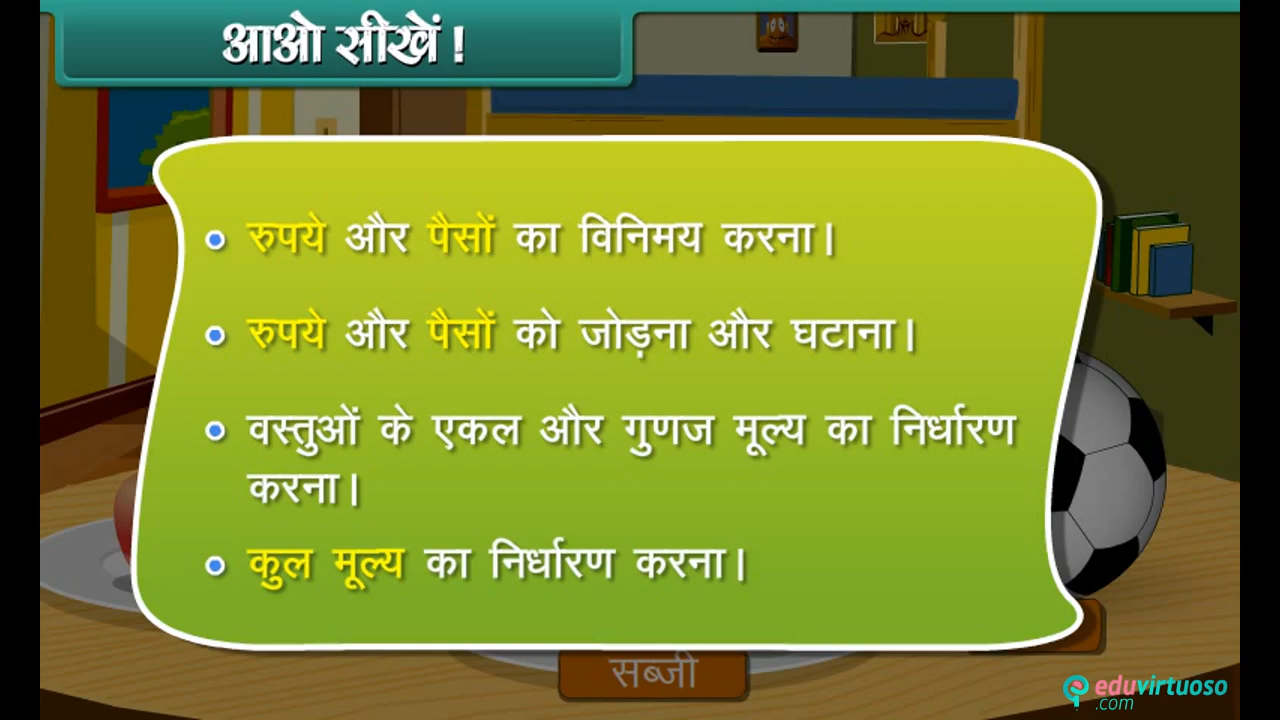 आओ सीखें!
रुपये और पैसों का विनिमय करना।
रुपये और पैसों को जोड़ना और घटाना।
वस्तुओं के एकल और गुणज मूल्य का निर्धारण
करना।
कुल मूल्य का निर्धारण करना।
सब्जी
eduvirtuoso
.com